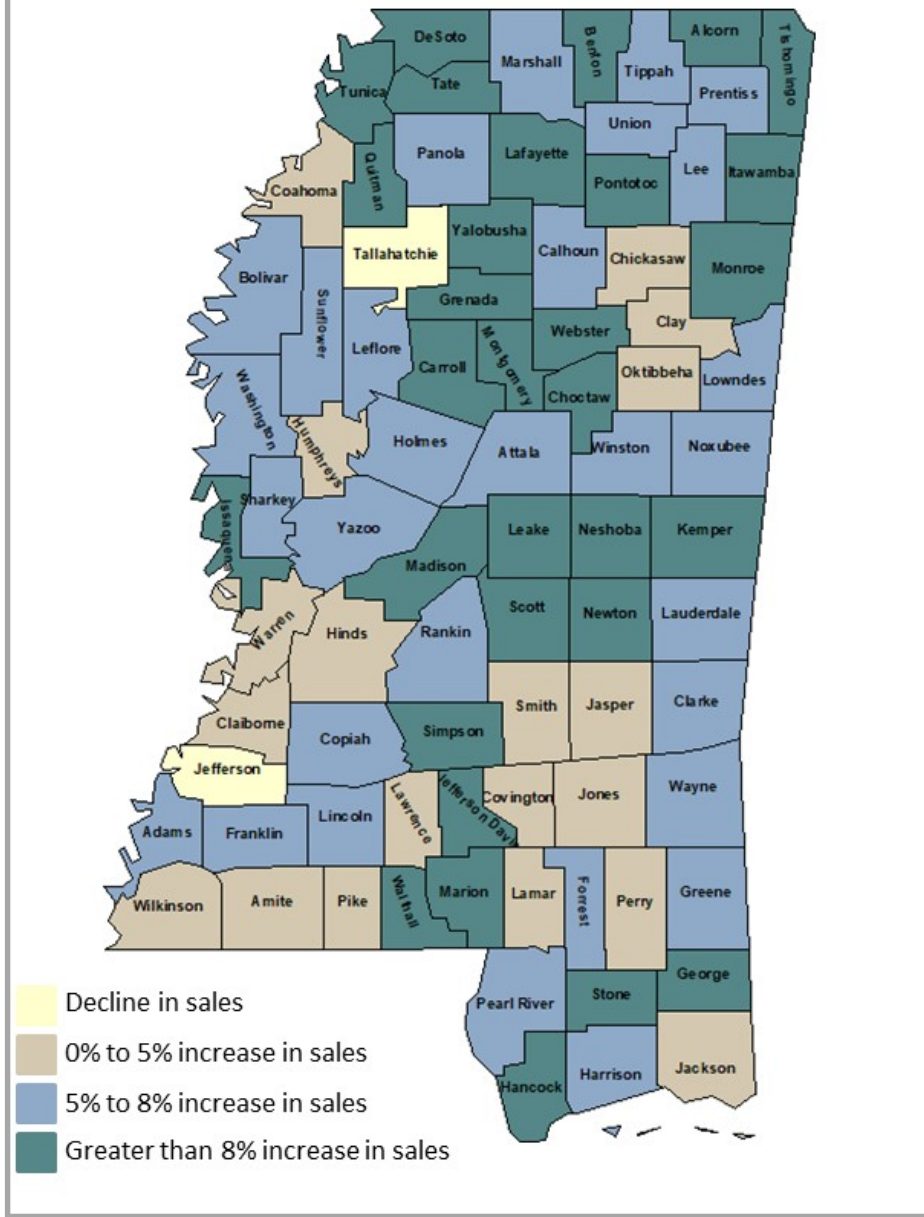 DeSoto
Marshall
Benton
Tippah
Alcorn
Tishomingo
Tunica
Tate
Prentiss
Union
Panola
Lafayette
Quitman
Coahoma
Pontotoc
Lee
Itawamba
Tallahatchie
Yalobusha
Calhoun
Chickasaw
Monroe
Bolivar
Sunflower
Grenada
Clay
Webster
Leflore
Carroll
Montgomery
Choctaw
Oktibbeha
Lowndes
Washington
Humphreys
Holmes
Attala
Winston
Noxubee
Sharkey
Issaquena
Yazoo
Leake
Neshoba
Kemper
Madison
Scott
Newton
Lauderdale
Warren
Hinds
Rankin
Smith
Jasper
Clarke
Claiborne
Copiah
Simpson
Jefferson
Lawrence
Jefferson Davis
Covington
Jones
Wayne
Adams
Franklin
Lincoln
Wilkinson
Amite
Pike
Walthall
Marion
Lamar
Forrest
Perry
Greene
Pearl River
Stone
George
Hancock
Harrison
Jackson
Decline in sales
0% to 5% increase in sales
5% to 8% increase in sales
Greater than 8% increase in sales